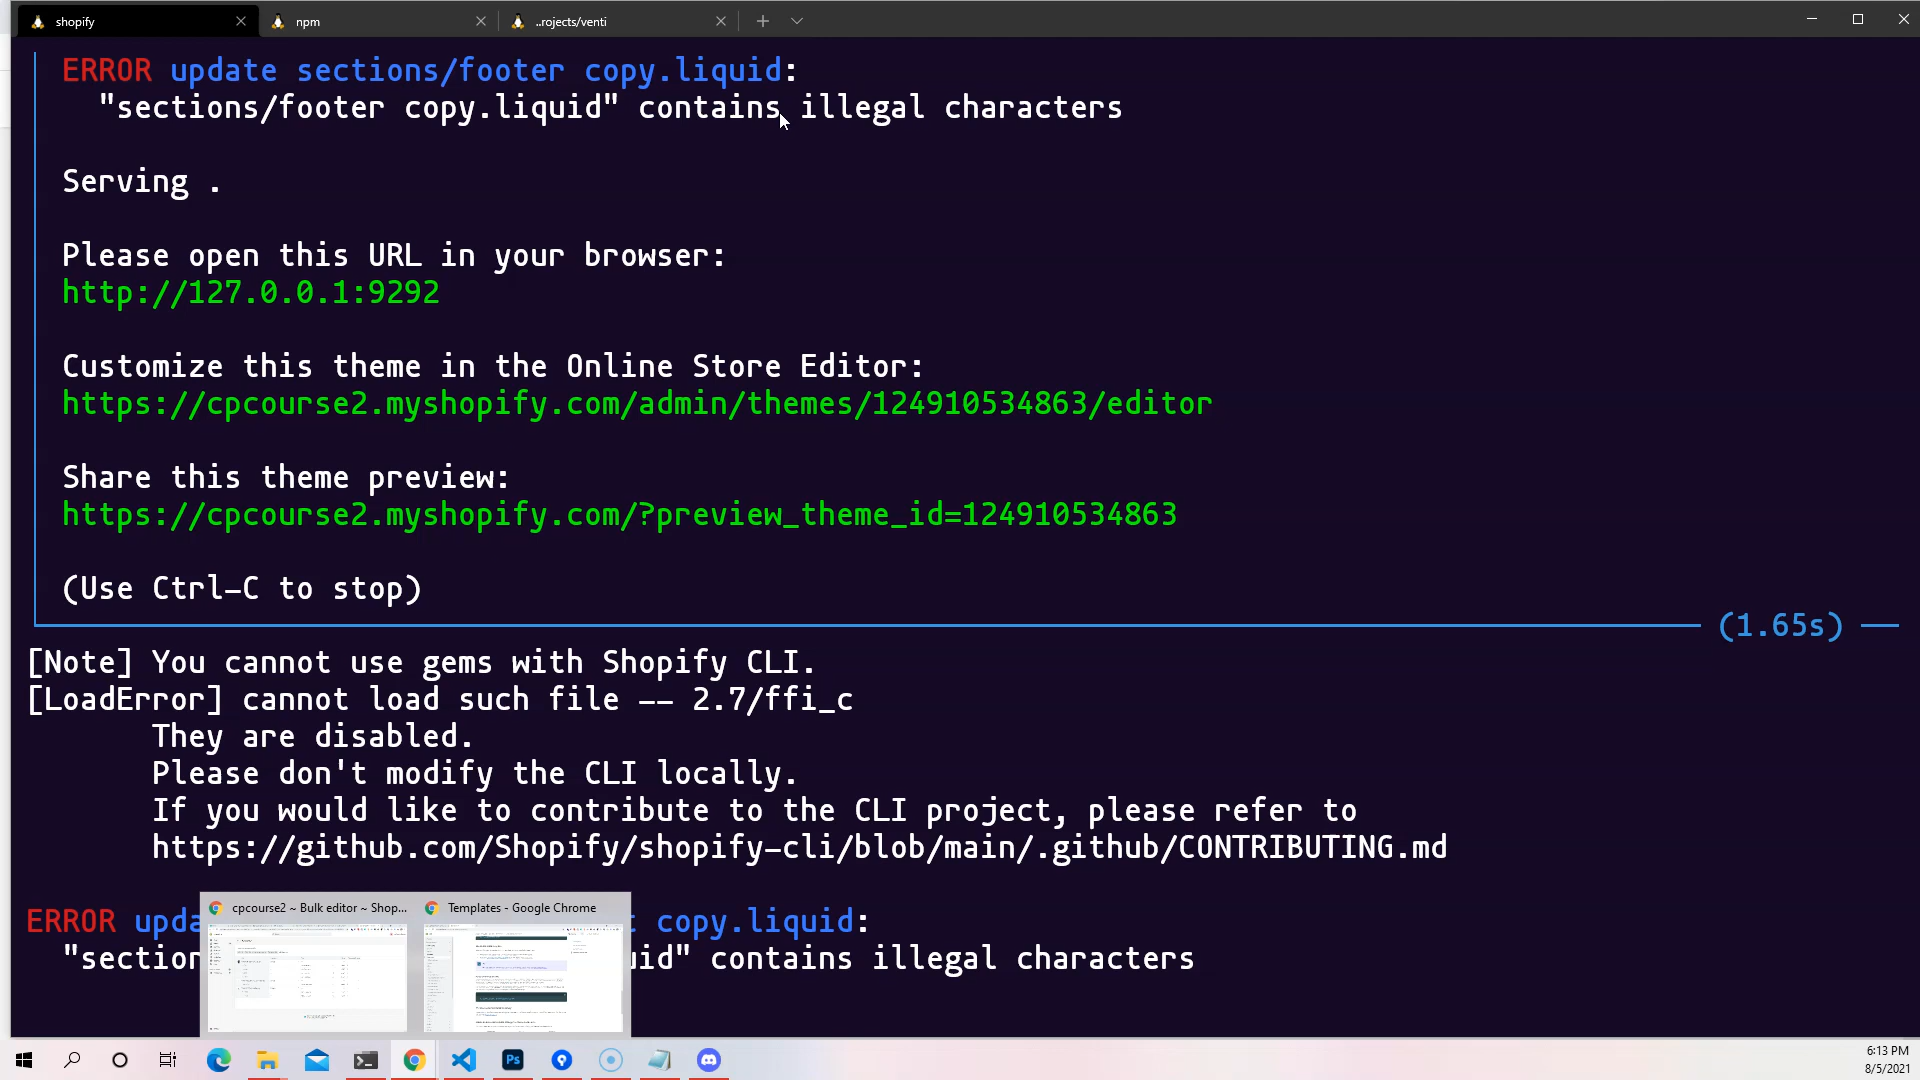 shopify
npm
..rojects/venti
ERROR update sections/footer copy.liquid:
"sections/footer copy.liquid" contains illegal characters
Serving .
Please open this URL in your browser:
http://127.0.0.1:9292
Customize this theme in the Online Store Editor:
https://cpcourse2.myshopify.com/admin/themes/124910534863/editor
Share this theme preview:
https://cpcourse2.myshopify.com/?preview_theme_id=124910534863
(Use Ctrl-C to stop)
(1.65s)
[Note] You cannot use gems with Shopify CLI.
[LoadError] cannot load such file -- 2.7/ffi_c
They are disabled.
Please don't modify the CLI locally.
If you would like to contribute to the CLI project, please refer to
https://github.com/Shopify/shopify-cli/blob/main/.github/CONTRIBUTING.md
ERROR upda t copy.liquid:
"section uid" contains illegal characters
cpcourse2 ~ Bulk editor ~ Shop...
Templates - Google Chrome
Ps
6:13 PM
8/5/2021